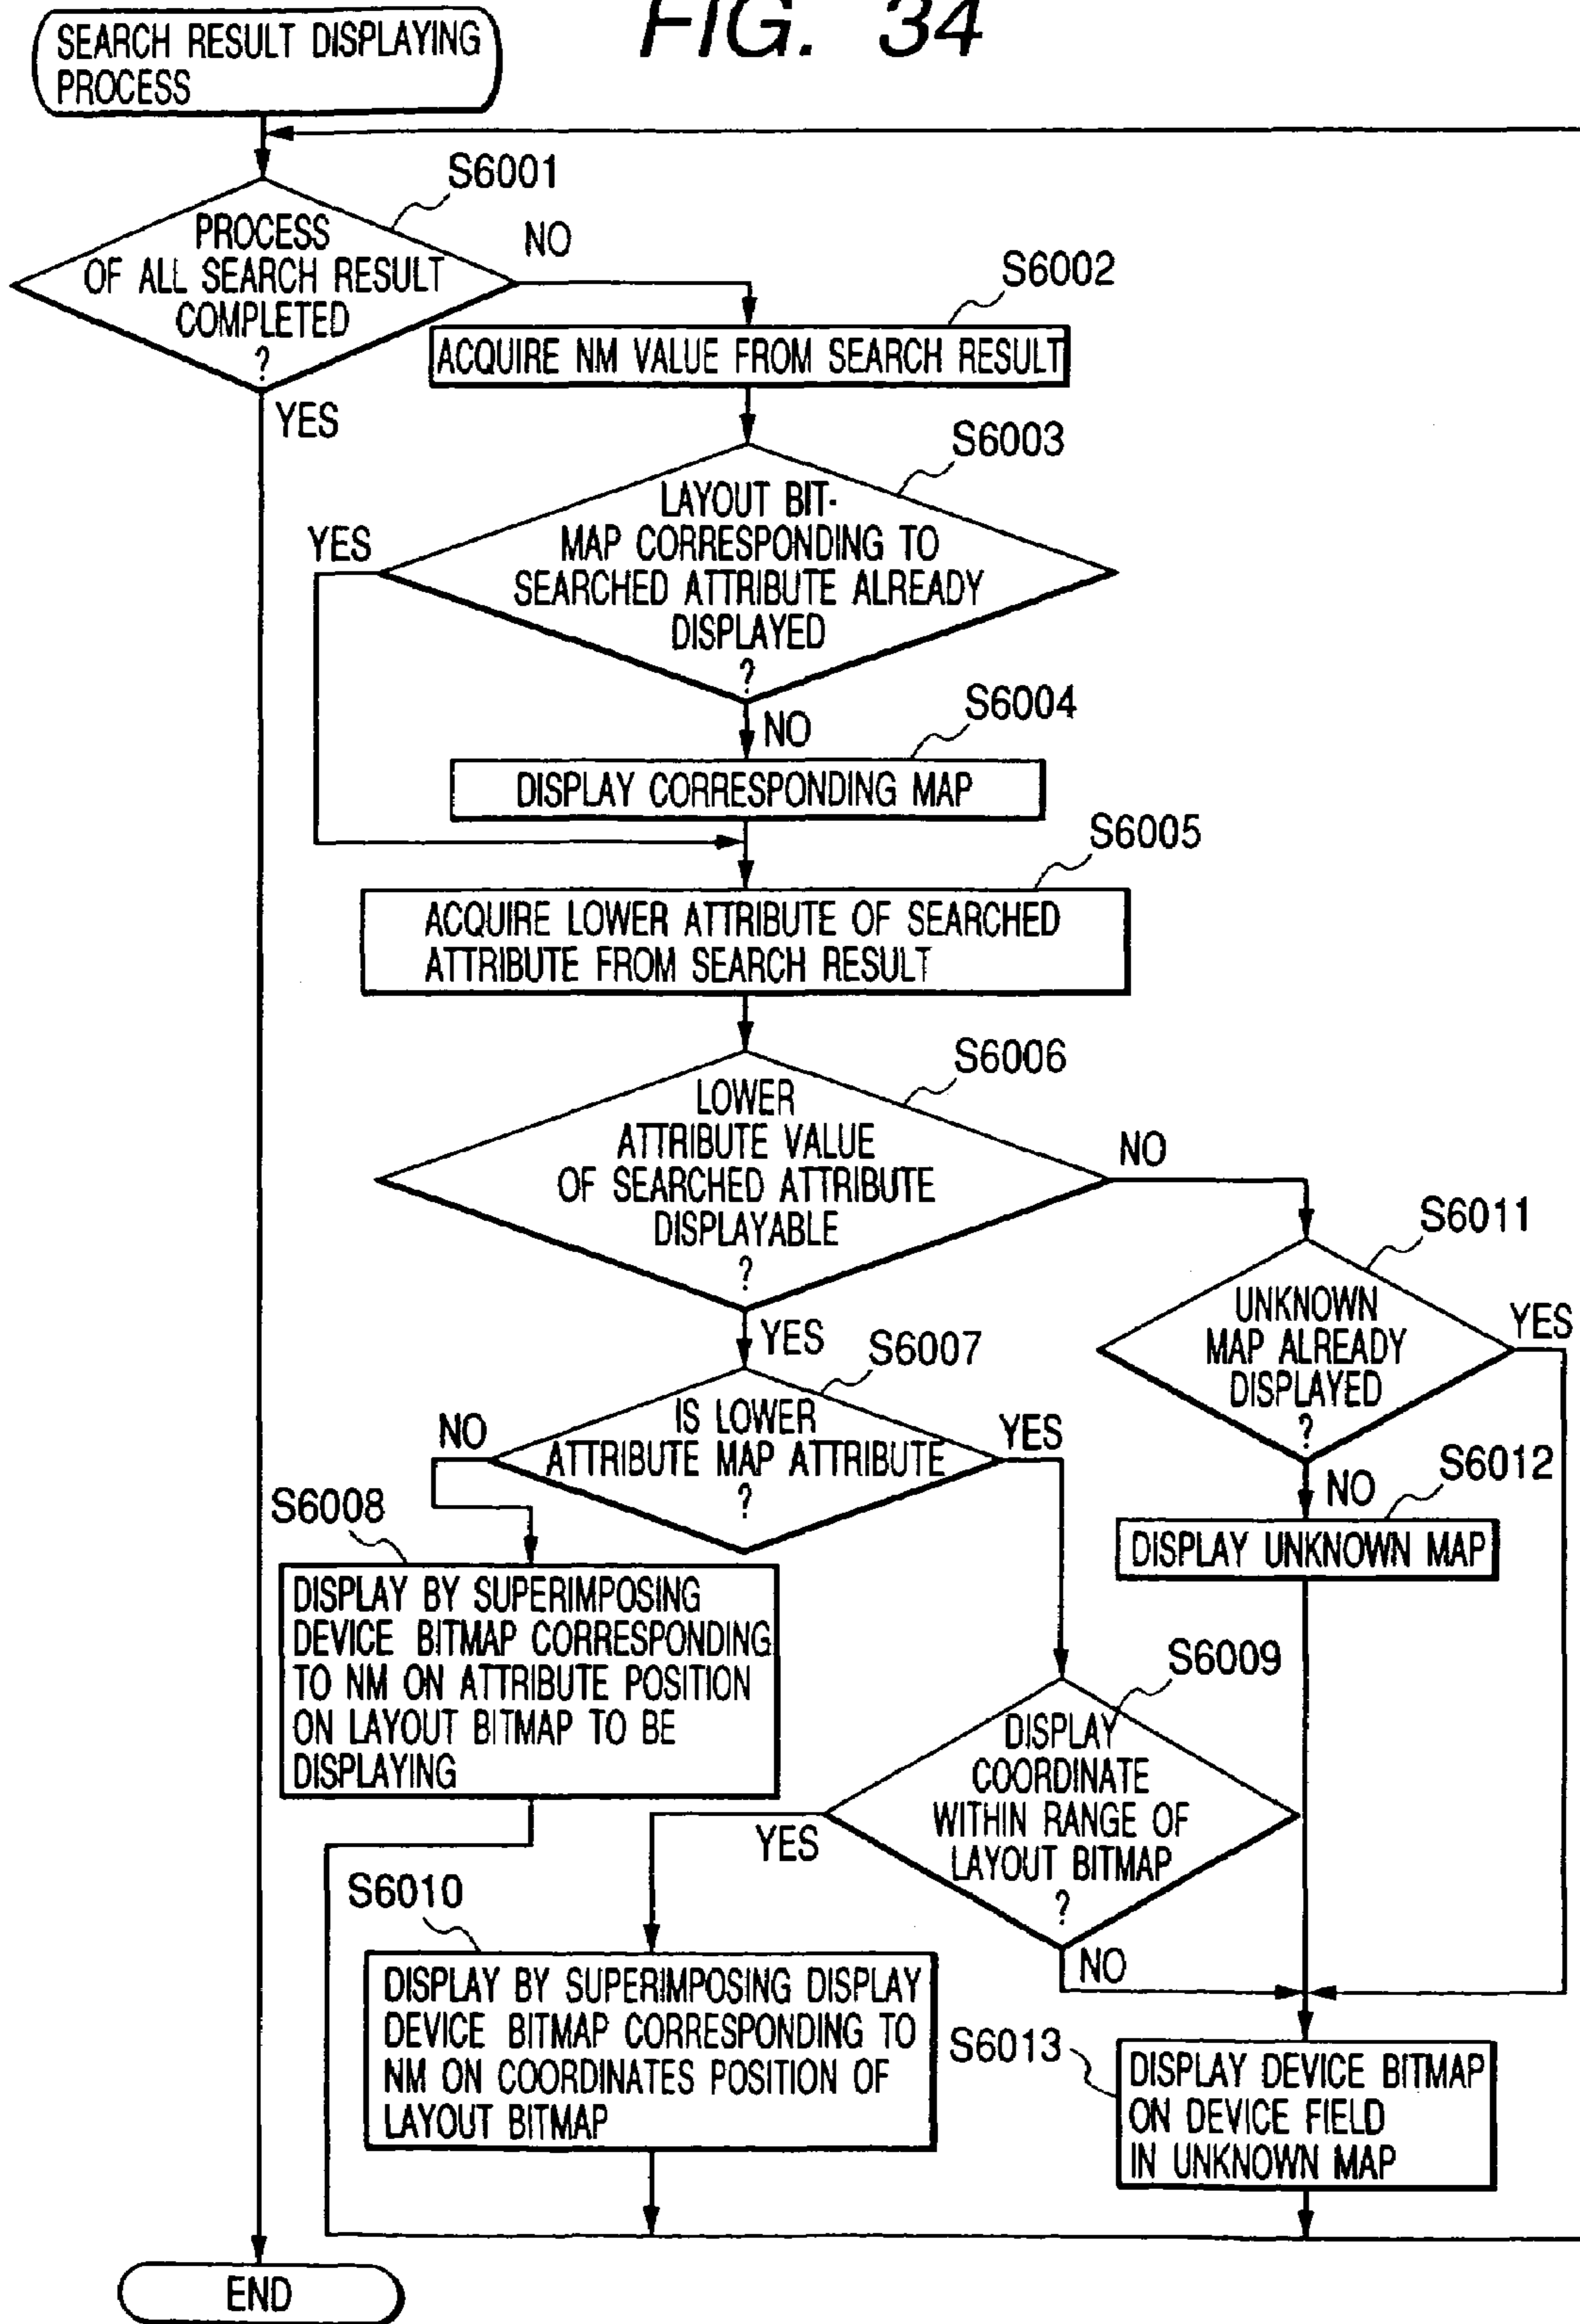 FIG. 34
SEARCH RESULT DISPLAYING
PROCESS
S6001
PROCESS
OF ALL SEARCH RESULT
COMPLETED
?
NO
YES
S6002
ACQUIRE NM VALUE FROM SEARCH RESULT
S6003
LAYOUT BIT-
MAP CORRESPONDING TO
SEARCHED ATTRIBUTE ALREADY
DISPLAYED
?
YES
NO
S6004
DISPLAY CORRESPONDING MAP
S6005
ACQUIRE LOWER ATTRIBUTE OF SEARCHED
ATTRIBUTE FROM SEARCH RESULT
S6006
LOWER
ATTRIBUTE VALUE
OF SEARCHED ATTRIBUTE
DISPLAYABLE
?
NO
YES
S6011
UNKNOWN
MAP ALREADY
DISPLAYED
?
YES
NO
S6007
IS LOWER
ATTRIBUTE MAP ATTRIBUTE
?
NO
YES
S6012
DISPLAY UNKNOWN MAP
S6008
DISPLAY BY SUPERIMPOSING
DEVICE BITMAP CORRESPONDING
TO NM ON ATTRIBUTE POSITION
ON LAYOUT BITMAP TO BE
DISPLAYING
S6009
DISPLAY
COORDINATE
WITHIN RANGE OF
LAYOUT BITMAP
?
YES
NO
S6010
DISPLAY BY SUPERIMPOSING DISPLAY
DEVICE BITMAP CORRESPONDING TO
NM ON COORDINATES POSITION OF
LAYOUT BITMAP
S6013
DISPLAY DEVICE BITMAP
ON DEVICE FIELD
IN UNKNOWN MAP
END